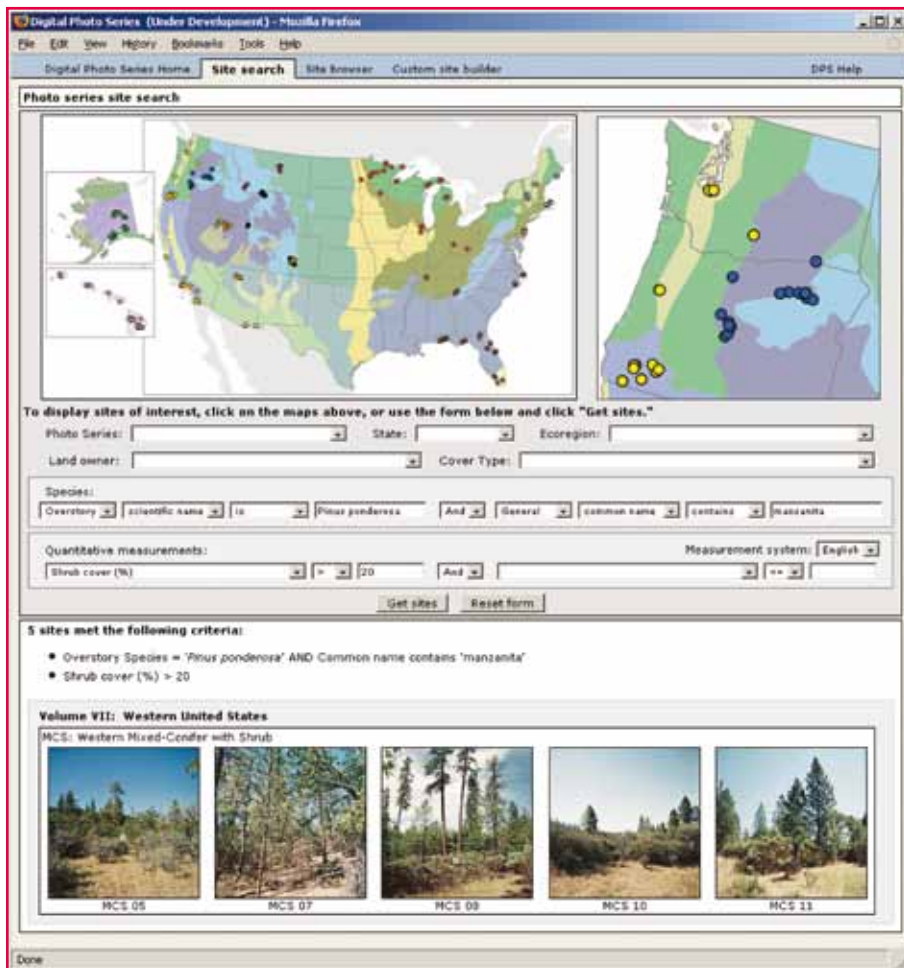 Digital Photo Series (Under Development) - Mozilla Firefox
File Edit View History Bookmarks Tools Help
Digital Photo Series Home Site search Site browser Custom site builder DPS Help
Photo series site search
To display sites of interest, click on the maps above, or use the form below and click "Get sites."
Photo Series: State: Ecoregion:
Land owner: Cover Type:
Species:
Overstory scientific name is Pinus ponderosa And General common name contains manzanita
Quantitative measurements: Measurement system: English
Shrub cover (%) > 20 And
Get sites Reset form
5 sites met the following criteria:
• Overstory Species = 'Pinus ponderosa' AND Common name contains 'manzanita'
• Shrub cover (%) > 20
Volume VII: Western United States
MCS: Western Mixed-Conifer with Shrub
MCS 05 MCS 07 MCS 09 MCS 10 MCS 11
Done